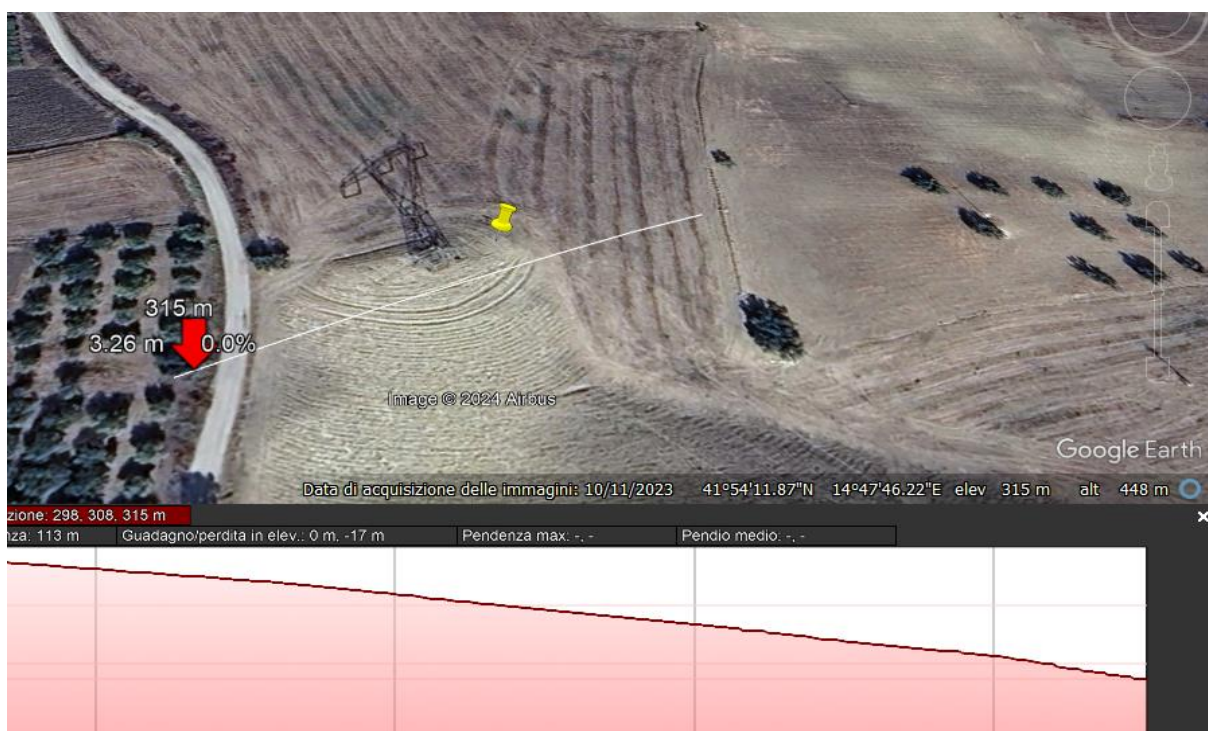 315 m
3.26 m 0.0%
Image © 2024 Airbus
Google Earth
Data di acquisizione delle immagini: 10/11/2023 41°54'11.87"N 14°47'46.22"E elev 315 m alt 448 m
zione: 298, 308, 315 m
nza: 113 m Guadagno/perdita in elev.: 0 m, -17 m Pendenza max: -, - Pendio medio: -, -